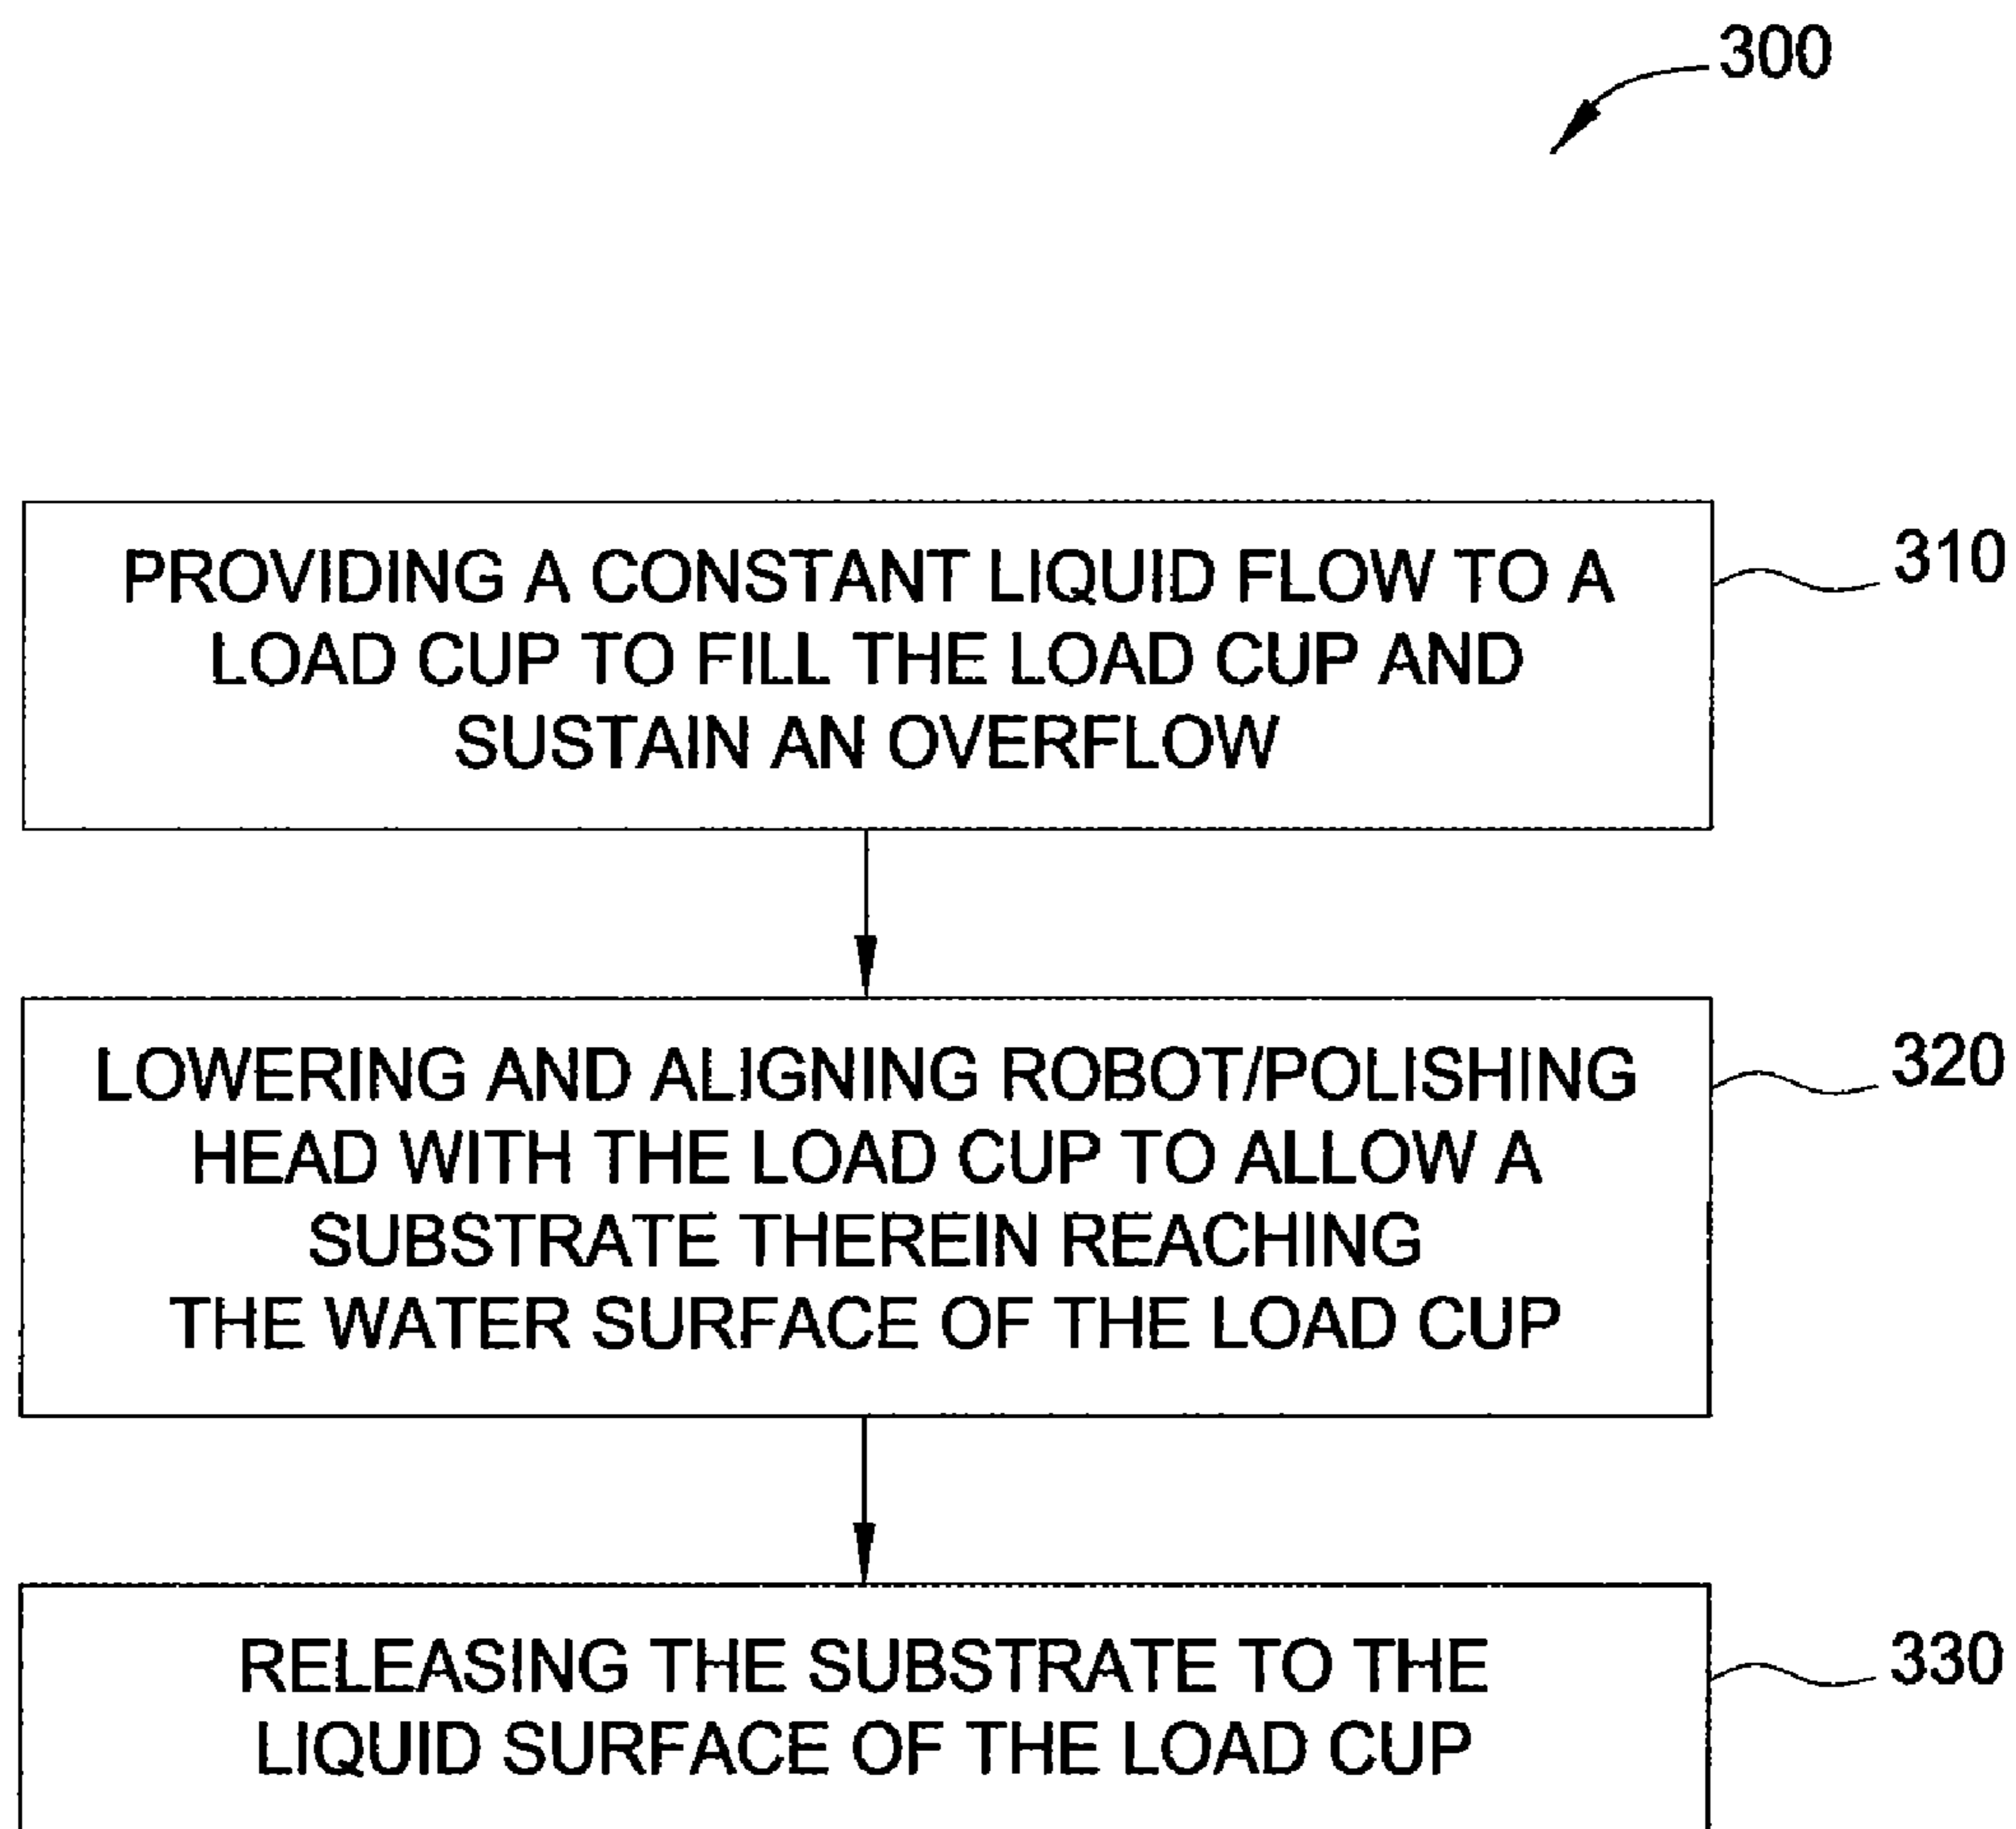 300
PROVIDING A CONSTANT LIQUID FLOW TO A
LOAD CUP TO FILL THE LOAD CUP AND
SUSTAIN AN OVERFLOW
310
LOWERING AND ALIGNING ROBOT/POLISHING
HEAD WITH THE LOAD CUP TO ALLOW A
SUBSTRATE THEREIN REACHING
THE WATER SURFACE OF THE LOAD CUP
320
RELEASING THE SUBSTRATE TO THE
LIQUID SURFACE OF THE LOAD CUP
330